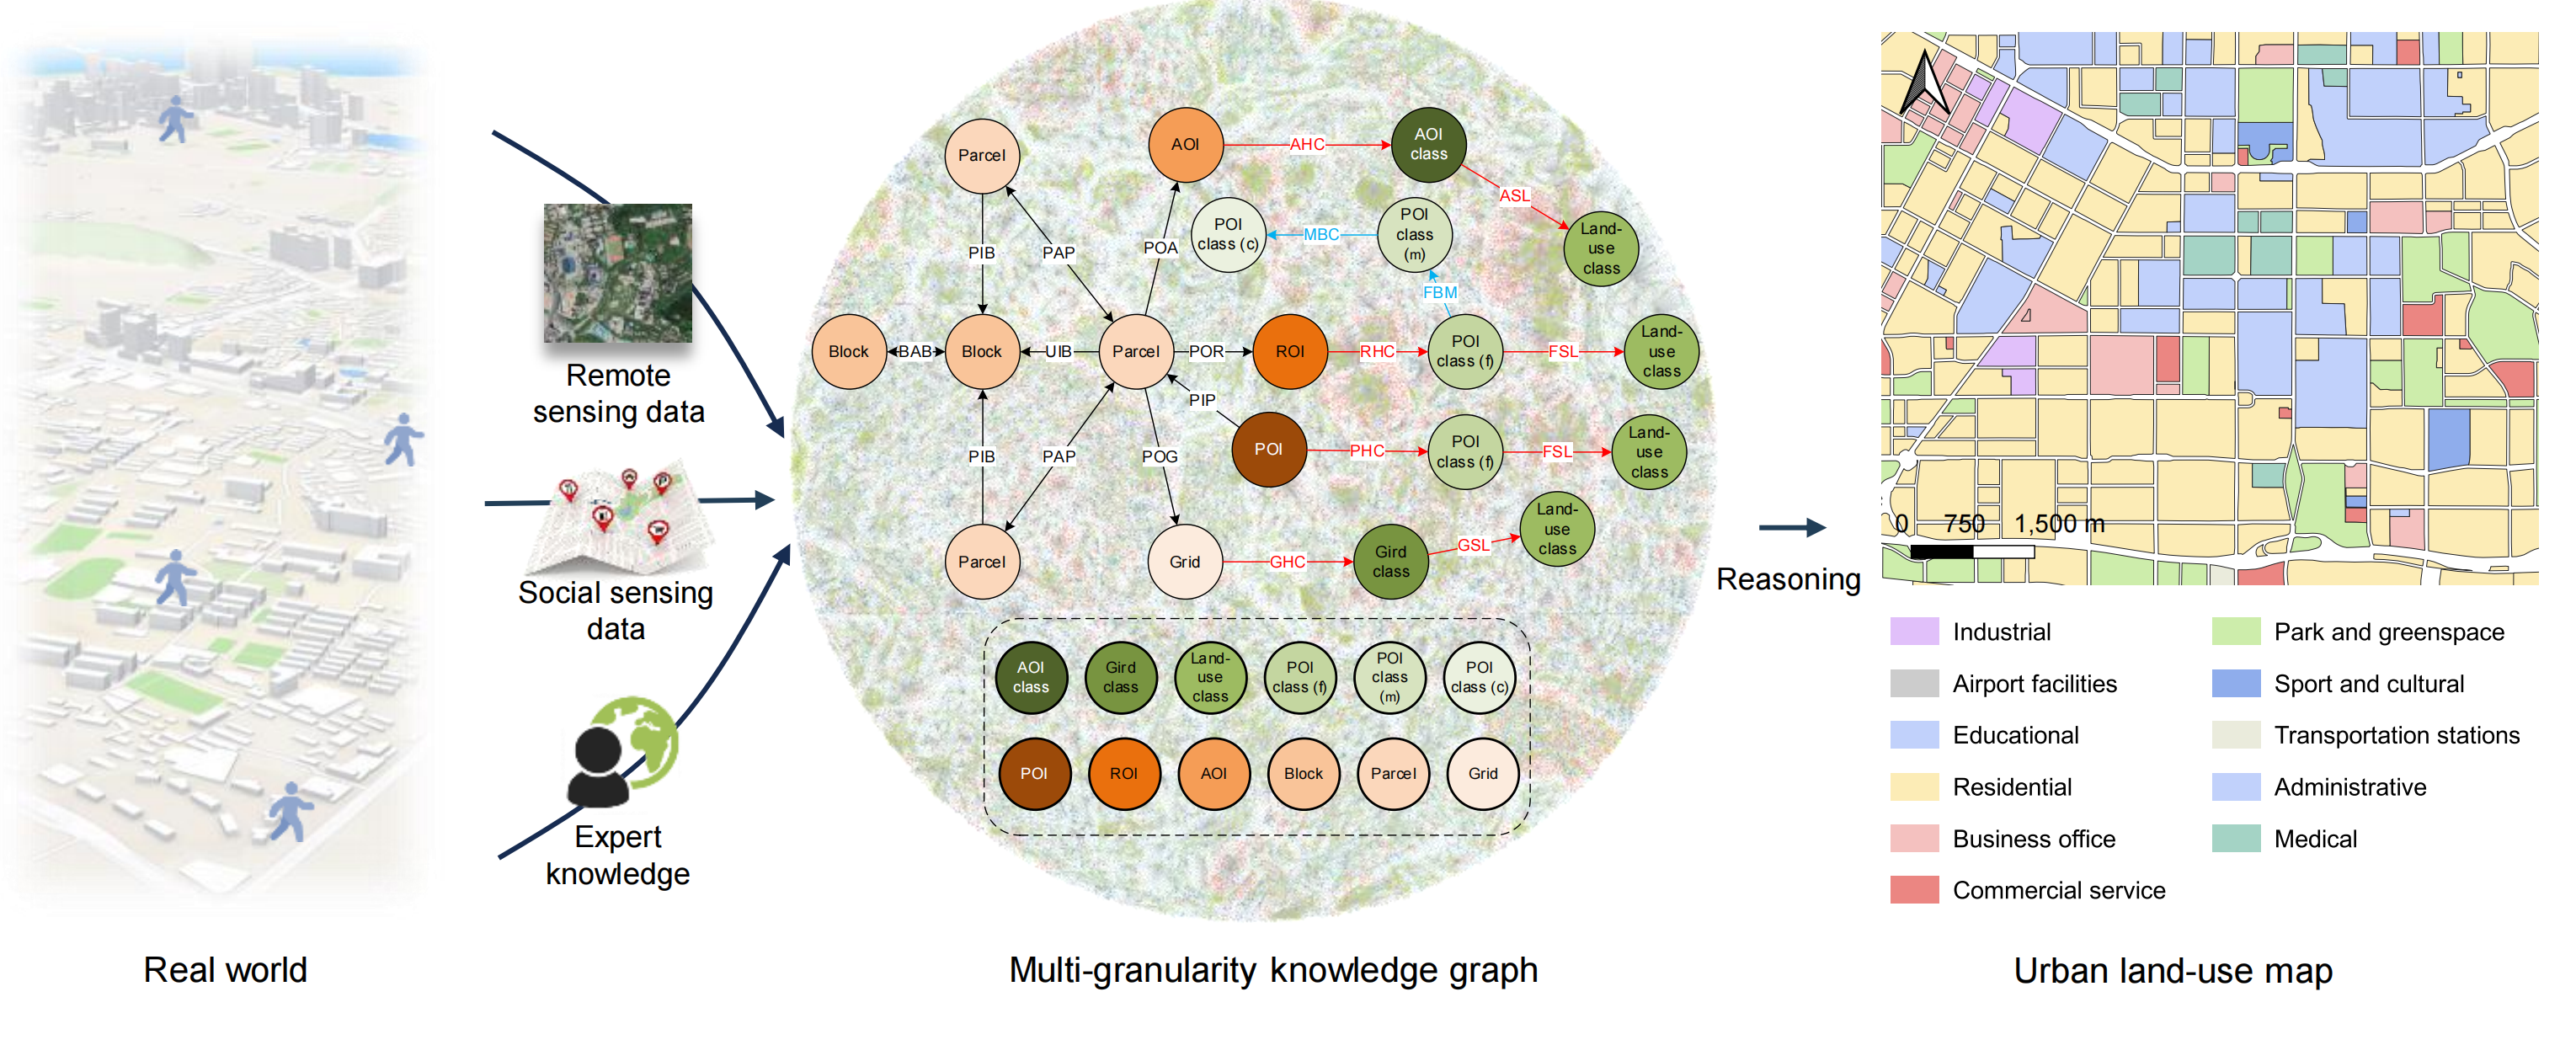 Remote
sensing data
Social sensing
data
Expert
knowledge
Real world
Parcel
AOI
AHC
AOI
class
ASL
POI
class (c)
MBC
POI
class
(m)
Land-
use
class
PIB
PAP
POA
FBM
Block
BAB
Block
UIB
Parcel
POR
ROI
RHC
POI
class (f)
FSL
Land-
use
class
PIP
PIB
PAP
POG
POI
PHC
POI
class (f)
FSL
Land-
use
class
Parcel
Grid
GHC
Gird
class
GSL
Land-
use
class
AOI
class
Gird
class
Land-
use
class
POI
class (f)
POI
class
(m)
POI
class (c)
POI
ROI
AOI
Block
Parcel
Grid
Multi-granularity knowledge graph
Reasoning
0 750 1,500 m
Industrial
Airport facilities
Educational
Residential
Business office
Commercial service
Park and greenspace
Sport and cultural
Transportation stations
Administrative
Medical
Urban land-use map